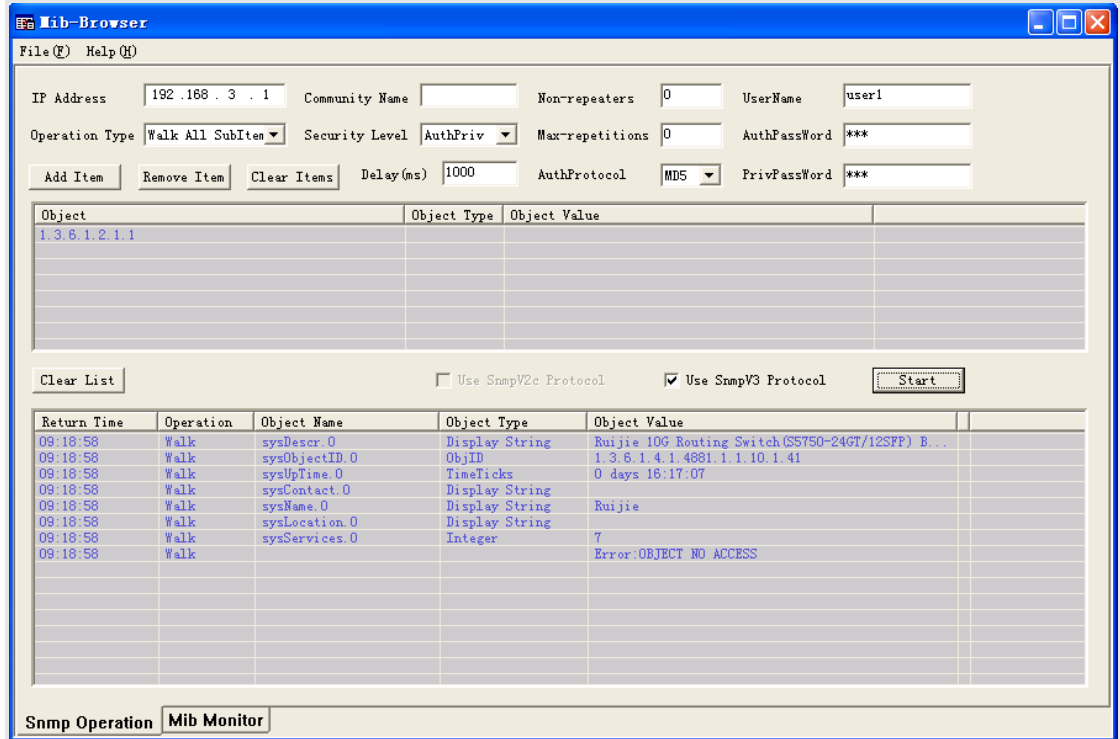 Mib-Browser
File(F) Help(H)
IP Address 192 .168 . 3 . 1 Community Name Non-repeaters 0 UserName user1
Operation Type Walk All SubItem Security Level AuthPriv Max-repetitions 0 AuthPassWord ***
Add Item Remove Item Clear Items Delay(ms) 1000 AuthProtocol MD5 PrivPassWord ***
Object Object Type Object Value
1.3.6.1.2.1.1
Clear List Use SnmpV2c Protocol Use SnmpV3 Protocol Start
Return Time Operation Object Name Object Type Object Value
09:18:58 Walk sysDescr.0 Display String Ruijie 10G Routing Switch(S5750-24GT/12SFP) B...
09:18:58 Walk sysObjectID.0 ObjID 1.3.6.1.4.1.4881.1.1.10.1.41
09:18:58 Walk sysUpTime.0 TimeTicks 0 days 16:17:07
09:18:58 Walk sysContact.0 Display String
09:18:58 Walk sysName.0 Display String Ruijie
09:18:58 Walk sysLocation.0 Display String
09:18:58 Walk sysServices.0 Integer 7
09:18:58 Walk Error:OBJECT NO ACCESS
Snmp Operation Mib Monitor